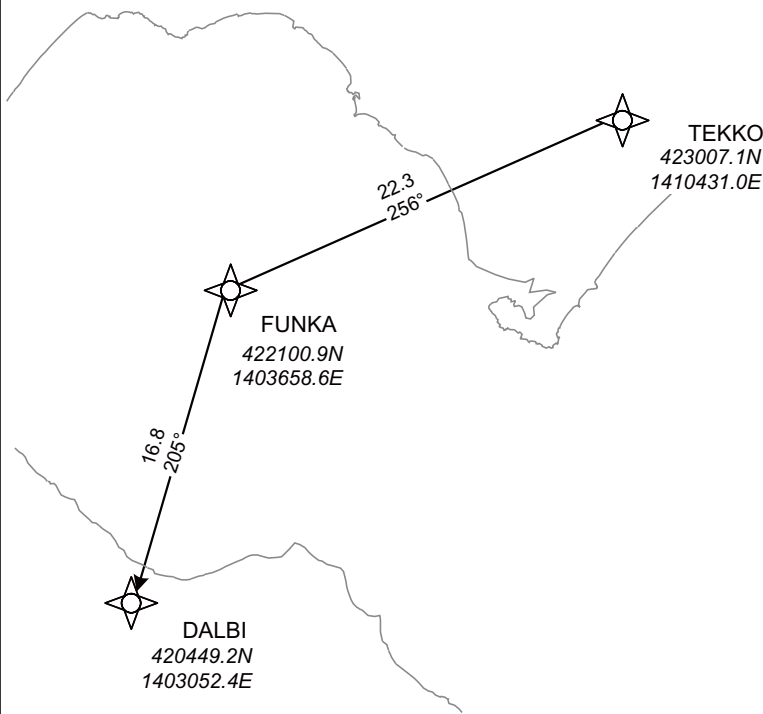 TEKKO
423007.1N
1410431.0E
22.3
256°
FUNKA
422100.9N
1403658.6E
16.8
205°
DALBI
420449.2N
1403052.4E